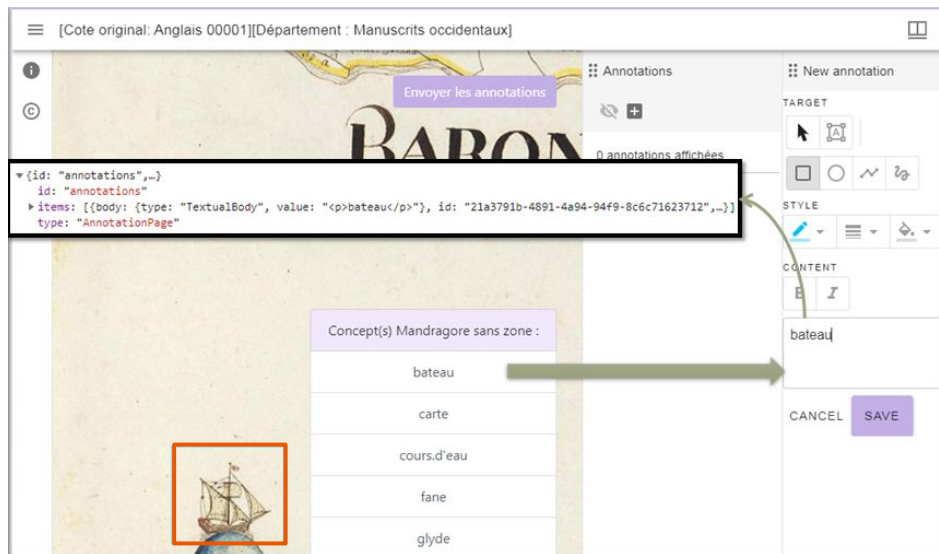 [Cote original: Anglais 00001][Département : Manuscrits occidentaux]
Envoyer les annotations
BARON
Annotations
0 annotations affichées
New annotation
TARGET
STYLE
CONTENT
B I
bateau
CANCEL SAVE
{id: "annotations",…}
id: "annotations"
items: [{body: {type: "TextualBody", value: "<p>bateau</p>"}, id: "21a3791b-4891-4a94-94f9-8c6c71623712",…}]
type: "AnnotationPage"
Concept(s) Mandragore sans zone :
bateau
carte
cours.d'eau
fane
glyde